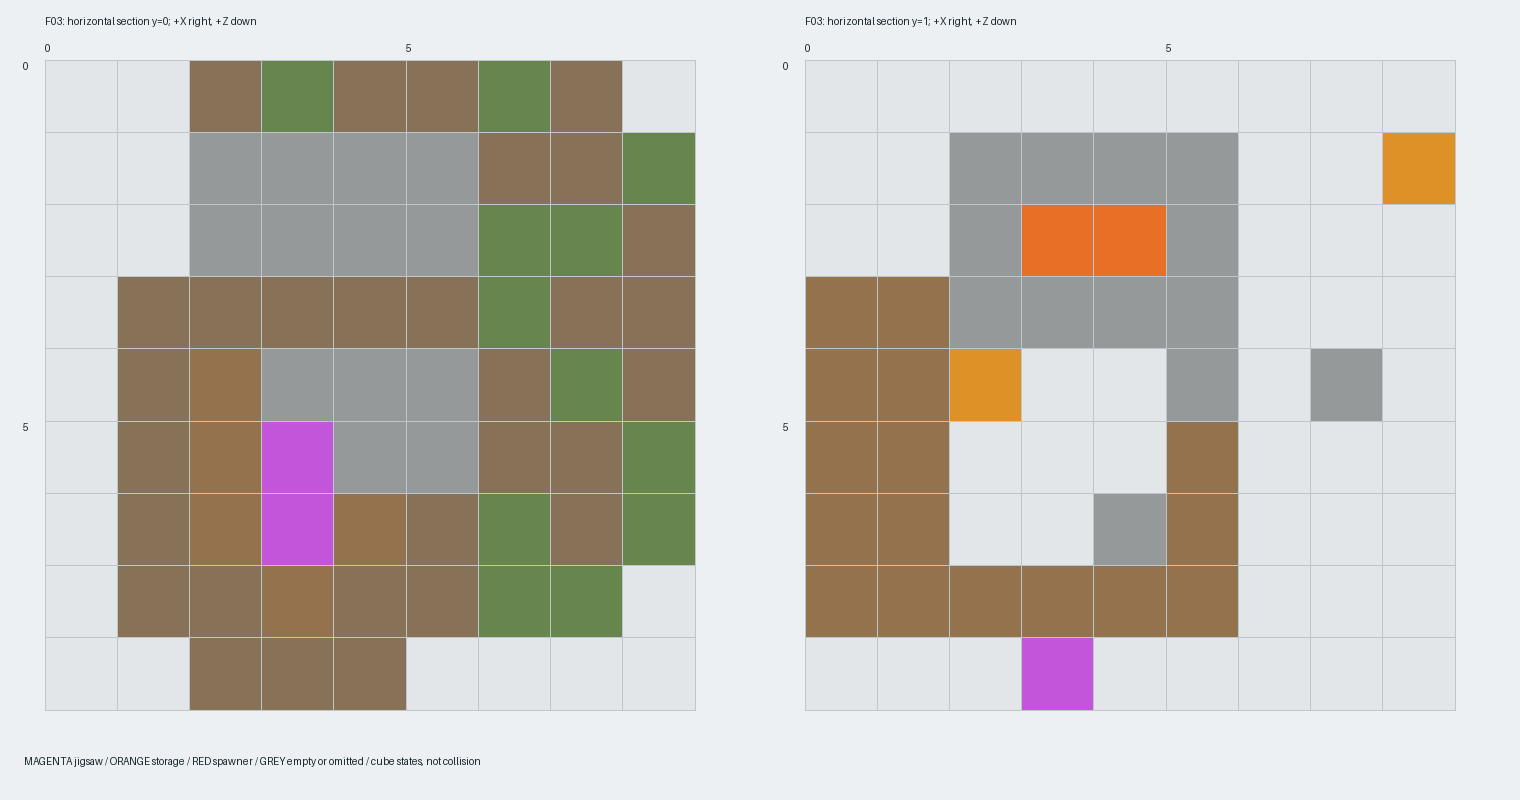 F03: horizontal section y=0; +X right, +Z down
F03: horizontal section y=1; +X right, +Z down
0 5
0 5
0
5
0
5
MAGENTA jigsaw / ORANGE storage / RED spawner / GREY empty or omitted / cube states, not collision